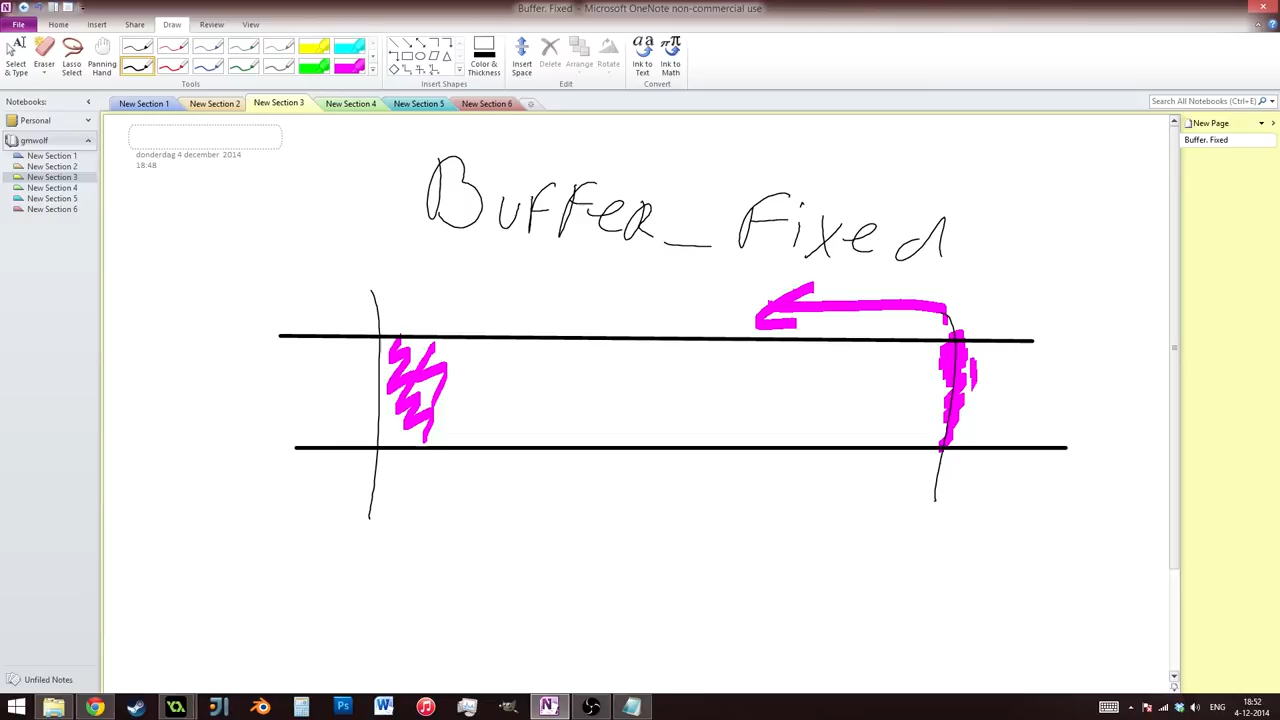 Buffer. Fixed – Microsoft OneNote non-commercial use
File Home Insert Share Draw Review View
Select & Type
Eraser
Lasso Select
Panning Hand
Color & Thickness
Insert Space
Delete
Arrange
Rotate
Ink to Text
Ink to Math
Tools
Insert Shapes
Edit
Convert
Notebooks:
New Section 1
New Section 2
New Section 3
New Section 4
New Section 5
New Section 6
Search All Notebooks (Ctrl+E)
Personal
gmwolf
New Section 1
New Section 2
New Section 3
New Section 4
New Section 5
New Section 6
New Page
Buffer. Fixed
donderdag 4 december 2014
18:48
Buffer_Fixed
Unfiled Notes
ENG
18:52
4-12-2014